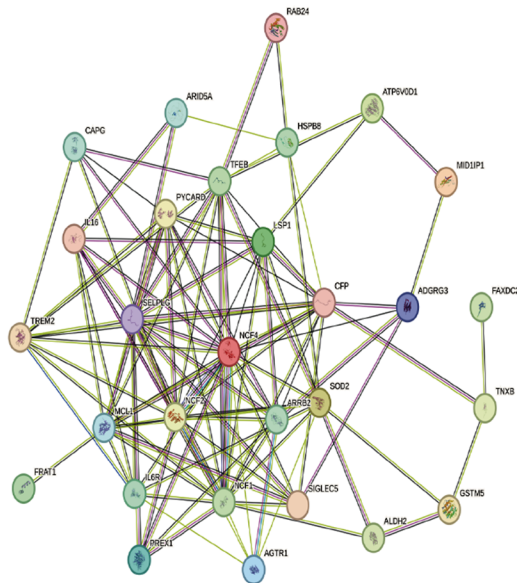 RAB24
ARID5A
ATP6V0D1
HSPB8
CAPG
TFEB
MID1IP1
PYCARD
IL16
LSP1
CFP
ADGRG3
FAXDC2
SELPLG
TREM2
NCF4
NCF2
ARRB2
SOD2
TNXB
MCL1
FRAT1
IL6R
NCF1
SIGLEC5
GSTM5
ALDH2
PREX1
AGTR1